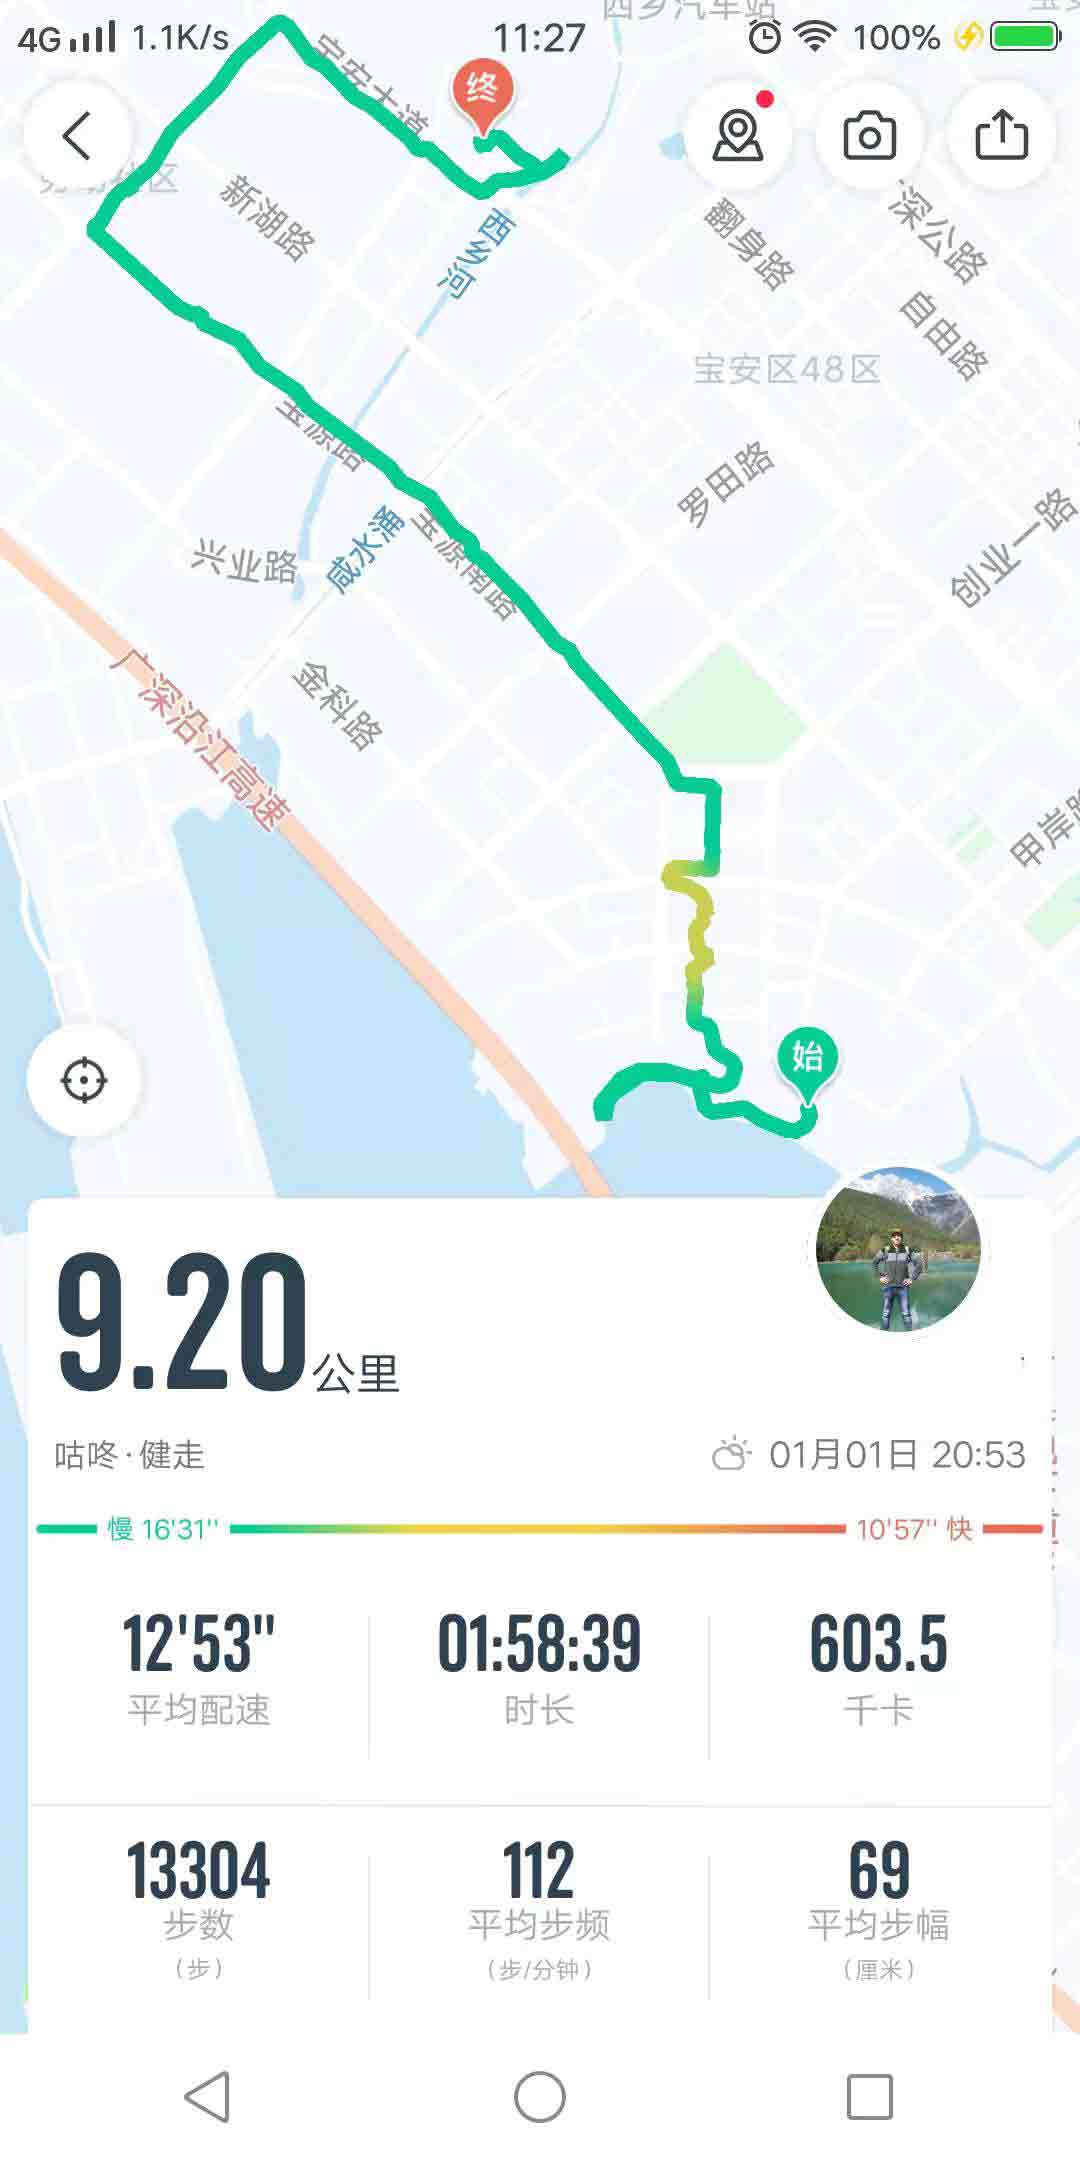 4G 1.1K/s 11:27 100%
西乡汽车站
宝安大道
终
新湖路
西乡河
翻身路
深公路
自由路
宝安区48区
宝源路
罗田路
创业一路
兴业路
咸水涌
宝源南路
广深沿江高速
金科路
甲岸路
始
9.20公里
咕咚·健走
01月01日 20:53
慢 16'31''
10'57'' 快
12'53" 01:58:39 603.5
平均配速 时长 千卡
13304 112 69
步数 平均步频 平均步幅
（步） （步/分钟） （厘米）